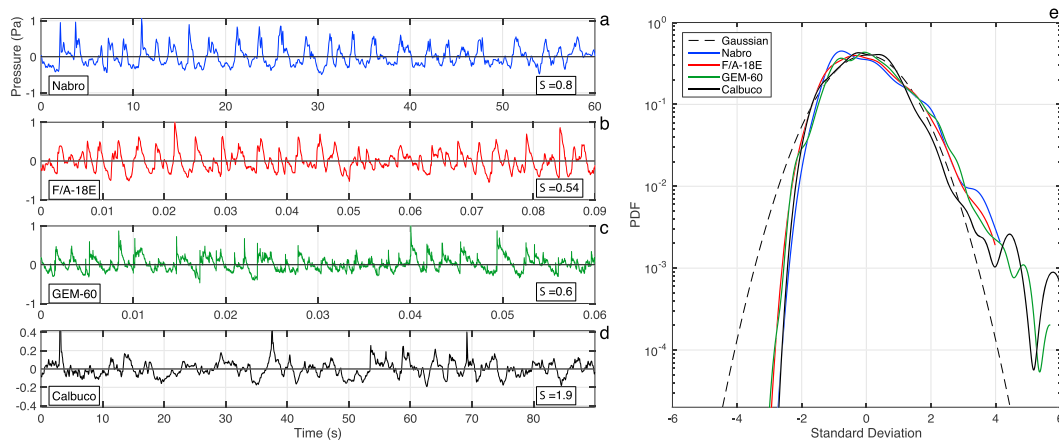 a
Pressure (Pa)
1
0
-1
Nabro
S =0.8
0 10 20 30 40 50 60
b
1
0
-1
F/A-18E
S =0.54
0 0.01 0.02 0.03 0.04 0.05 0.06 0.07 0.08 0.09
c
1
0
-1
GEM-60
S =0.6
0 0.01 0.02 0.03 0.04 0.05 0.06
d
0.4
0.2
0
-0.2
-0.4
Calbuco
S =1.9
0 10 20 30 40 50 60 70 80
Time (s)
e
Gaussian
Nabro
F/A-18E
GEM-60
Calbuco
PDF
10^0
10^-1
10^-2
10^-3
10^-4
-6 -4 -2 0 2 4 6
Standard Deviation